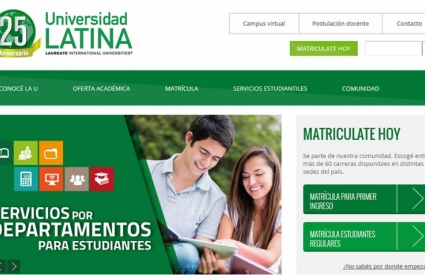 25
Aniversario
Universidad
LATINA
LAUREATE INTERNATIONAL UNIVERSITIES®
Campus virtual
Postulación docente
Contacto
MATRICULATE HOY
CONOCÉ LA U
OFERTA ACADÉMICA
MATRÍCULA
SERVICIOS ESTUDIANTILES
COMUNIDAD
SERVICIOS POR
DEPARTAMENTOS
PARA ESTUDIANTES
MATRICULATE HOY
Se parte de nuestra comunidad. Escogé ent
más de 60 carreras disponibles en distintas
sedes del país.
MATRÍCULA PARA PRIMER
INGRESO
MATRÍCULA ESTUDIANTES
REGULARES
¿No sabés por donde empeza